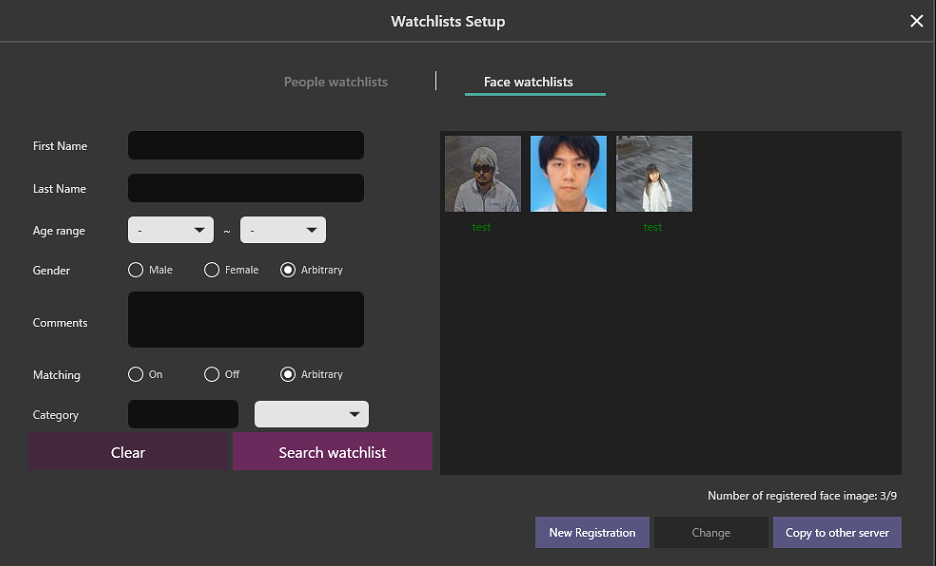 Watchlists Setup
People watchlists
Face watchlists
First Name
Last Name
Age range
-
~
-
Gender
Male
Female
Arbitrary
Comments
Matching
On
Off
Arbitrary
Category
Clear
Search watchlist
test
test
Number of registered face image: 3/9
New Registration
Change
Copy to other server